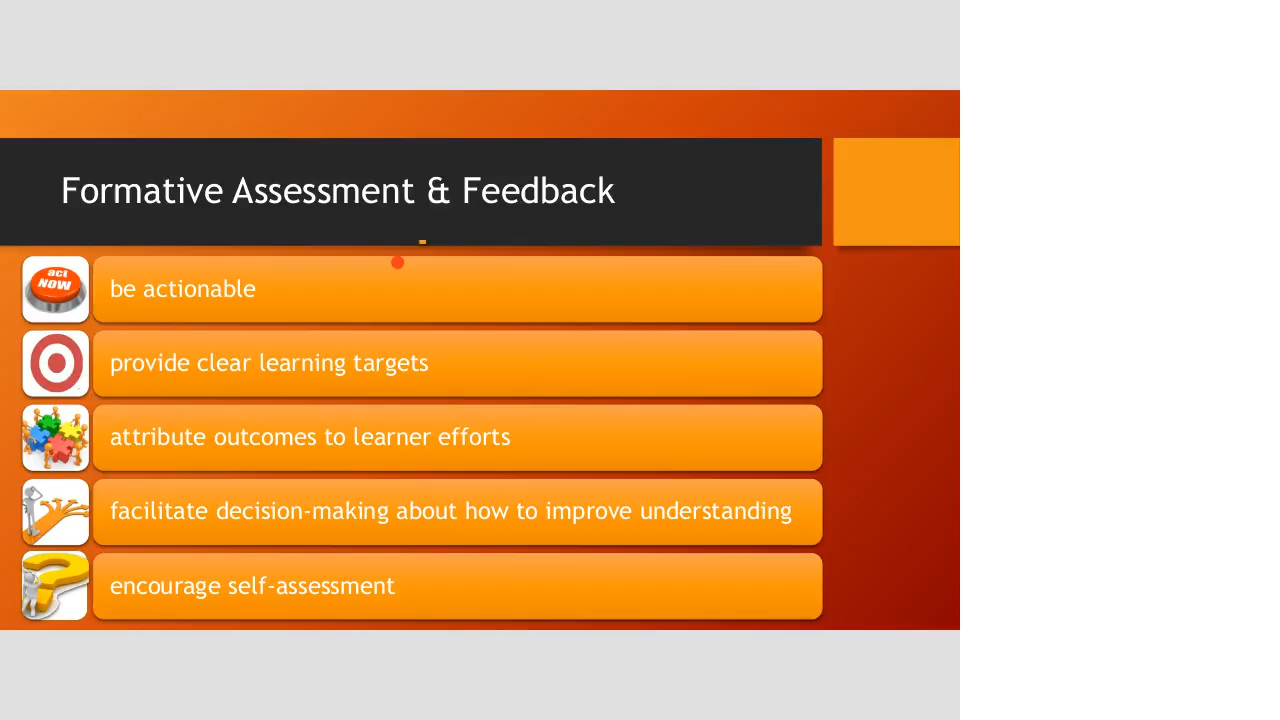 Formative Assessment & Feedback
act
NOW
be actionable
provide clear learning targets
attribute outcomes to learner efforts
facilitate decision-making about how to improve understanding
encourage self-assessment